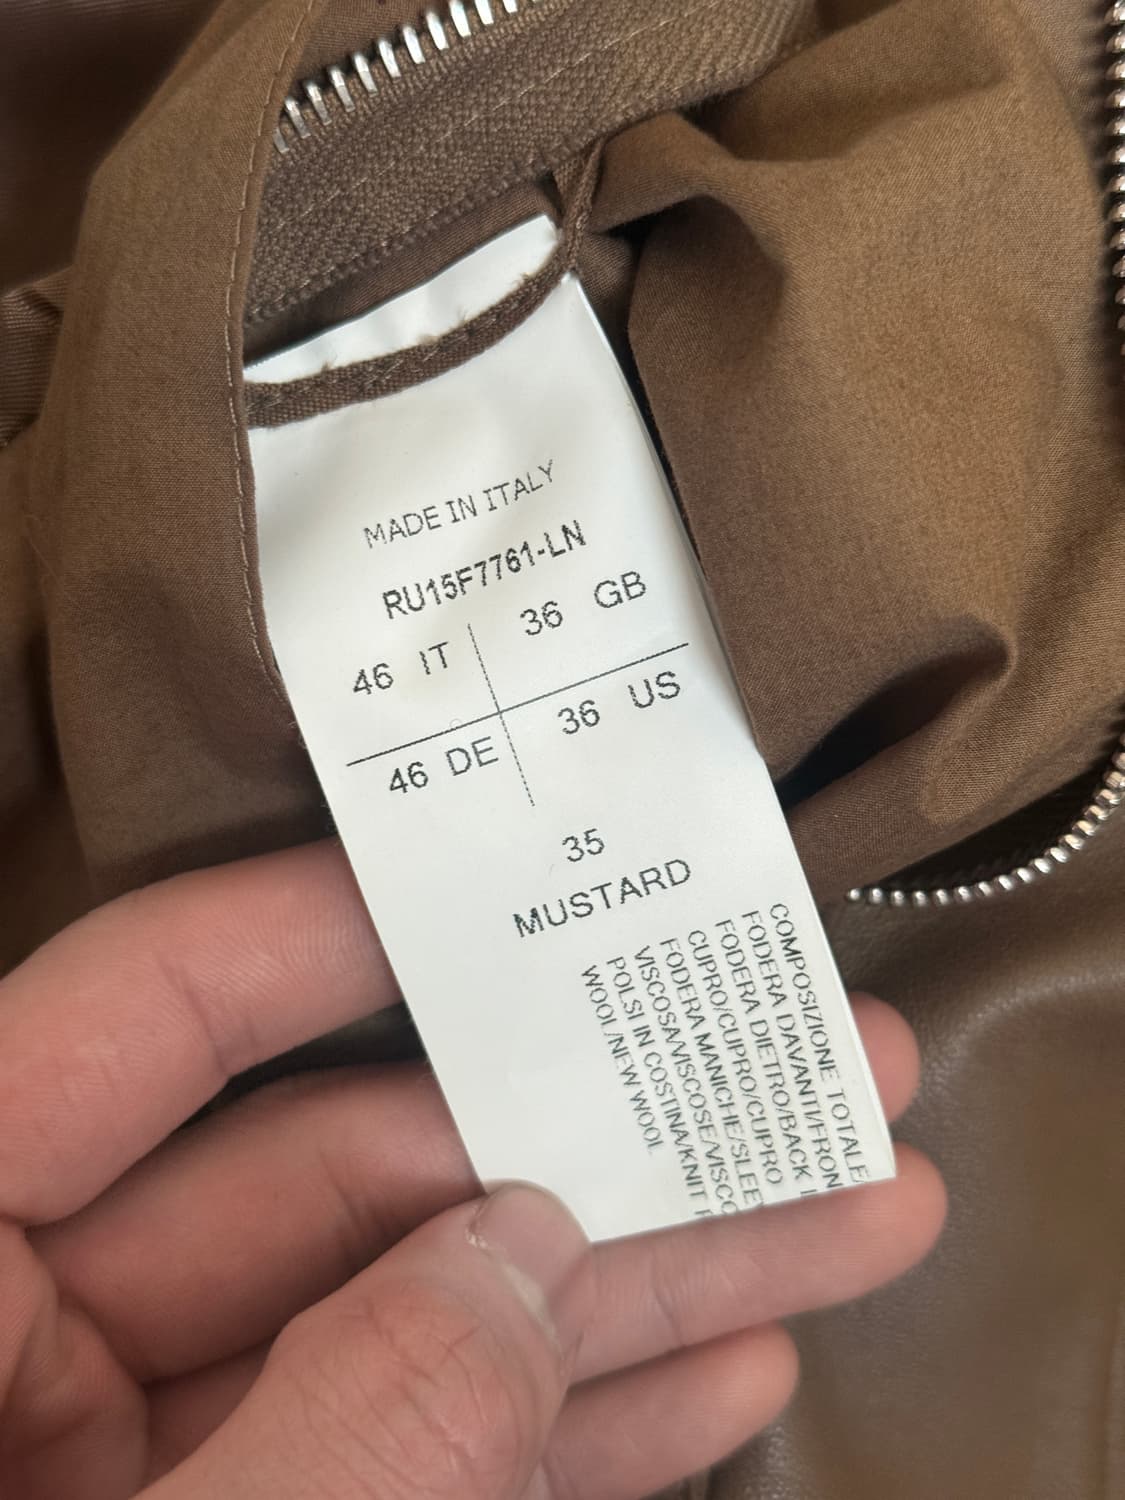 MADE IN ITALY
RU15F7761-LN
46 IT 36 GB
46 DE 36 US
35
MUSTARD
COMPOSIZIONE TOTALE/
FODERA DAVANTI/FRON
FODERA DIETRO/BACK
CUPRO/CUPRO/CUPRO
FODERA MANICHE/SLEE
VISCOSA/VISCOSE/VISCO
POLSI IN COSTINA/KNIT
WOOL/NEW WOOL